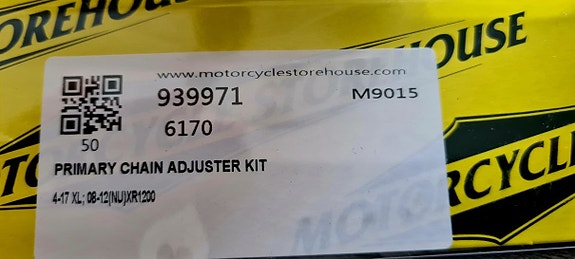 OREHOUSE
MOTORCYCLE STOREHOUSE
www.motorcyclestorehouse.com
939971
M9015
6170
50
PRIMARY CHAIN ADJUSTER KIT
4-17 XL; 08-12(NU)XR1200
MOTORCYCLE